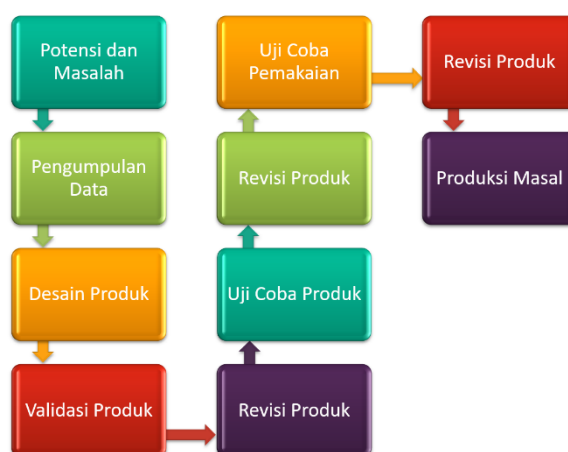 Potensi dan
Masalah
Pengumpulan
Data
Desain Produk
Validasi Produk
Revisi Produk
Uji Coba Produk
Revisi Produk
Uji Coba
Pemakaian
Revisi Produk
Produksi Masal